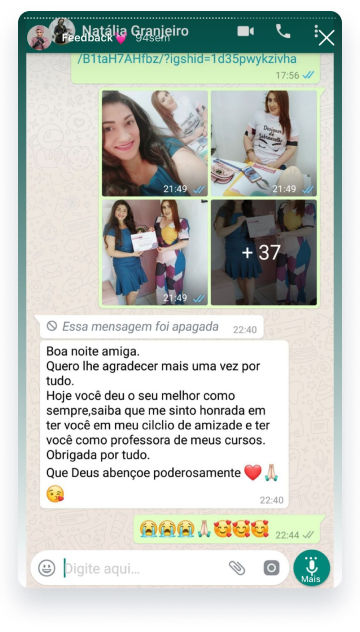 Natália Granjeiro
Feedback💗 94sem
/B1taH7AHfbz/?igshid=1d35pwykzivha
17:56
21:49
21:49
21:49
+ 37
Essa mensagem foi apagada 22:40
Boa noite amiga.
Quero lhe agradecer mais uma vez por
tudo.
Hoje você deu o seu melhor como
sempre,saiba que me sinto honrada em
ter você em meu cilclio de amizade e ter
você como professora de meus cursos.
Obrigada por tudo.
Que Deus abençoe poderosamente ❤️🙏🏻
😘
22:40
😭😭😭🙏🏻🥰🥰🥰 22:44
Digite aqui...
Mais